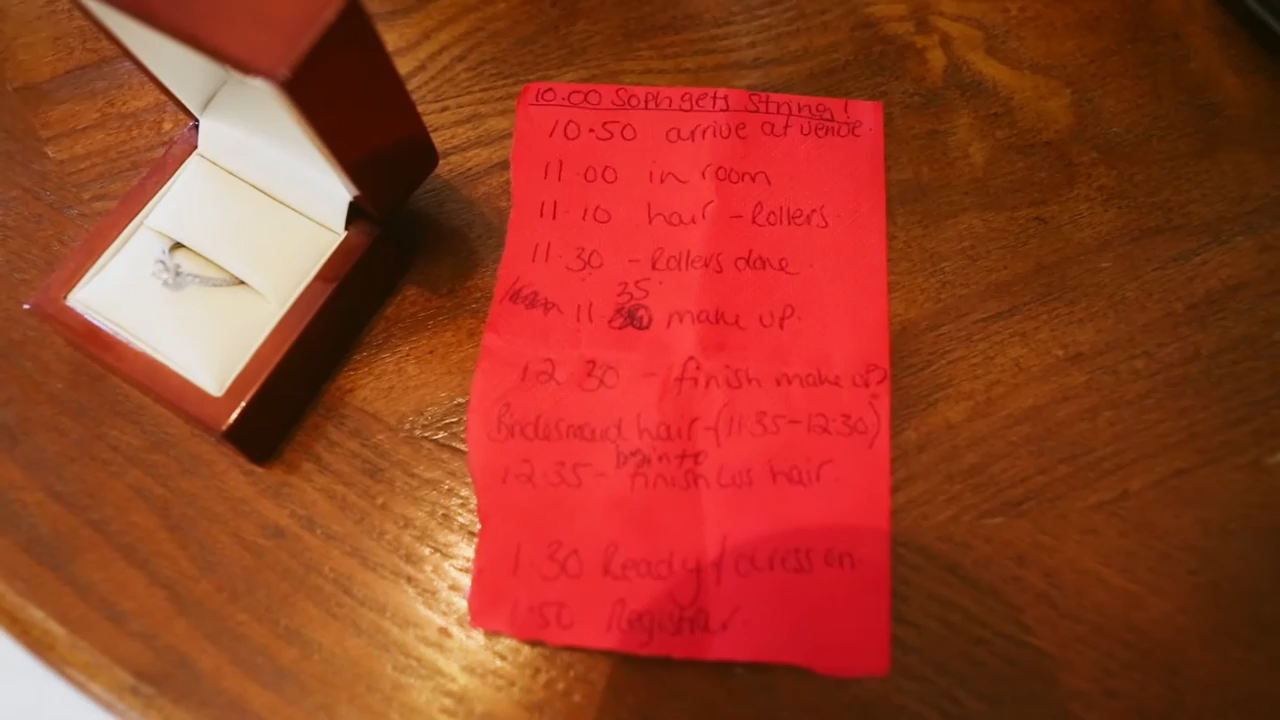 10.00 Soph gets String!
10.50 arrive at venue.
11.00 in room
11.10 hair - Rollers
11.30 - Rollers done.
35
11. make up.
12.30 - finish make up
Bridesmaid hair - (11.35-12.30)
begin to
12.35 - finish hair.
1.30 Ready / dress on
1.50 Registrar